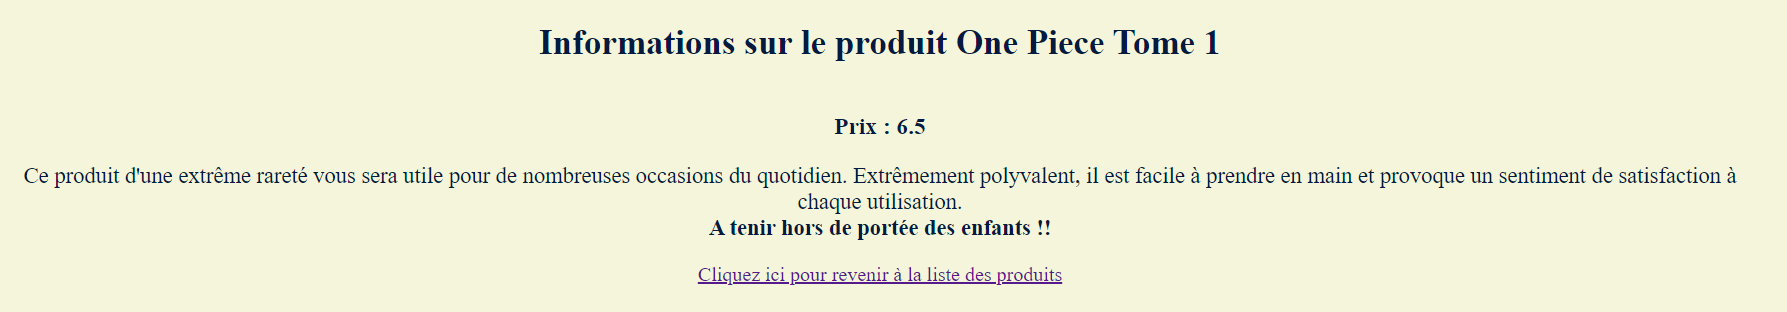 Informations sur le produit One Piece Tome 1
Prix : 6.5
Ce produit d'une extrême rareté vous sera utile pour de nombreuses occasions du quotidien. Extrêmement polyvalent, il est facile à prendre en main et provoque un sentiment de satisfaction à
chaque utilisation.
A tenir hors de portée des enfants !!
Cliquez ici pour revenir à la liste des produits